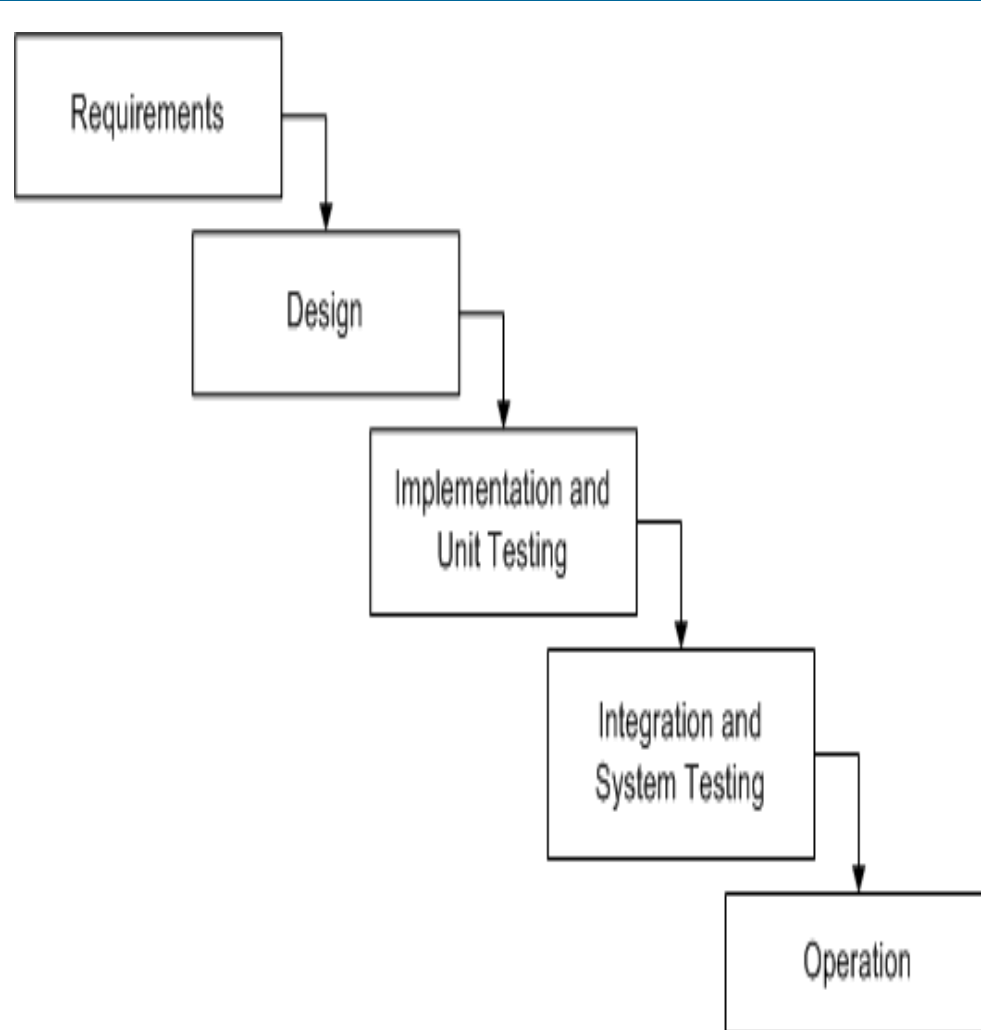 Requirements
Design
Implementation and
Unit Testing
Integration and
System Testing
Operation